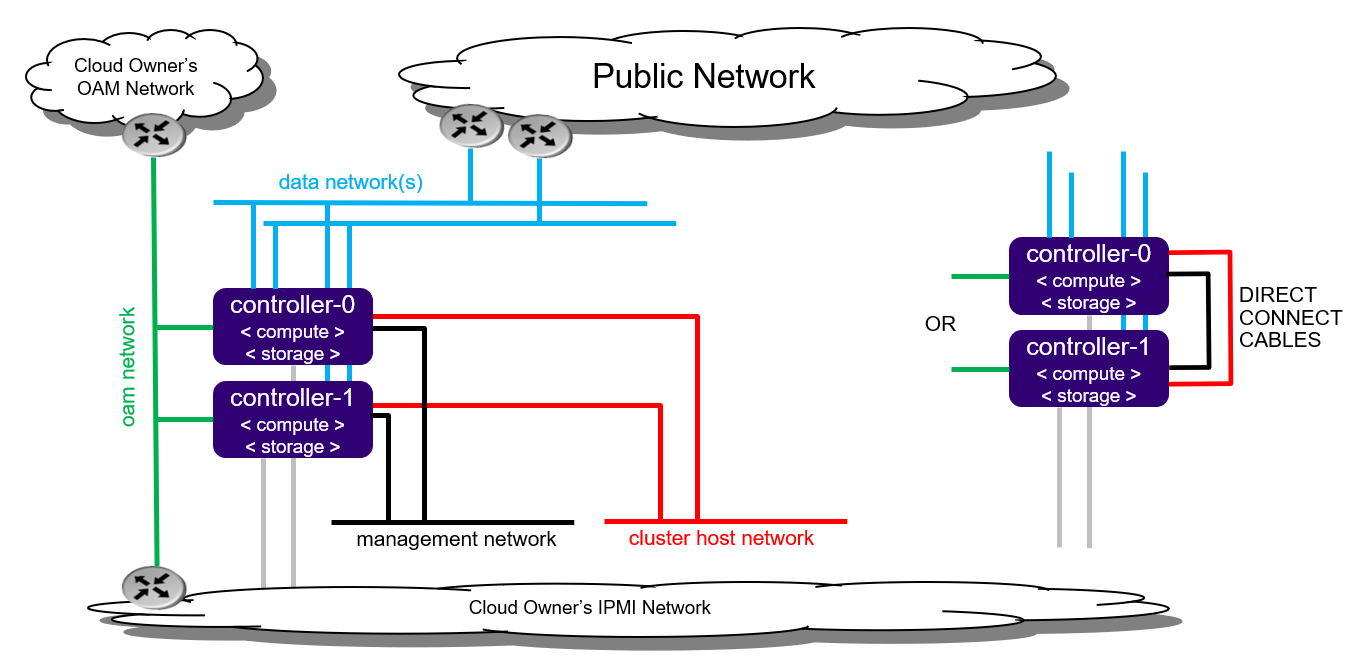 Cloud Owner's
OAM Network
Public Network
data network(s)
oam network
controller-0
< compute >
< storage >
controller-1
< compute >
< storage >
management network
cluster host network
OR
controller-0
< compute >
< storage >
controller-1
< compute >
< storage >
DIRECT
CONNECT
CABLES
Cloud Owner's IPMI Network